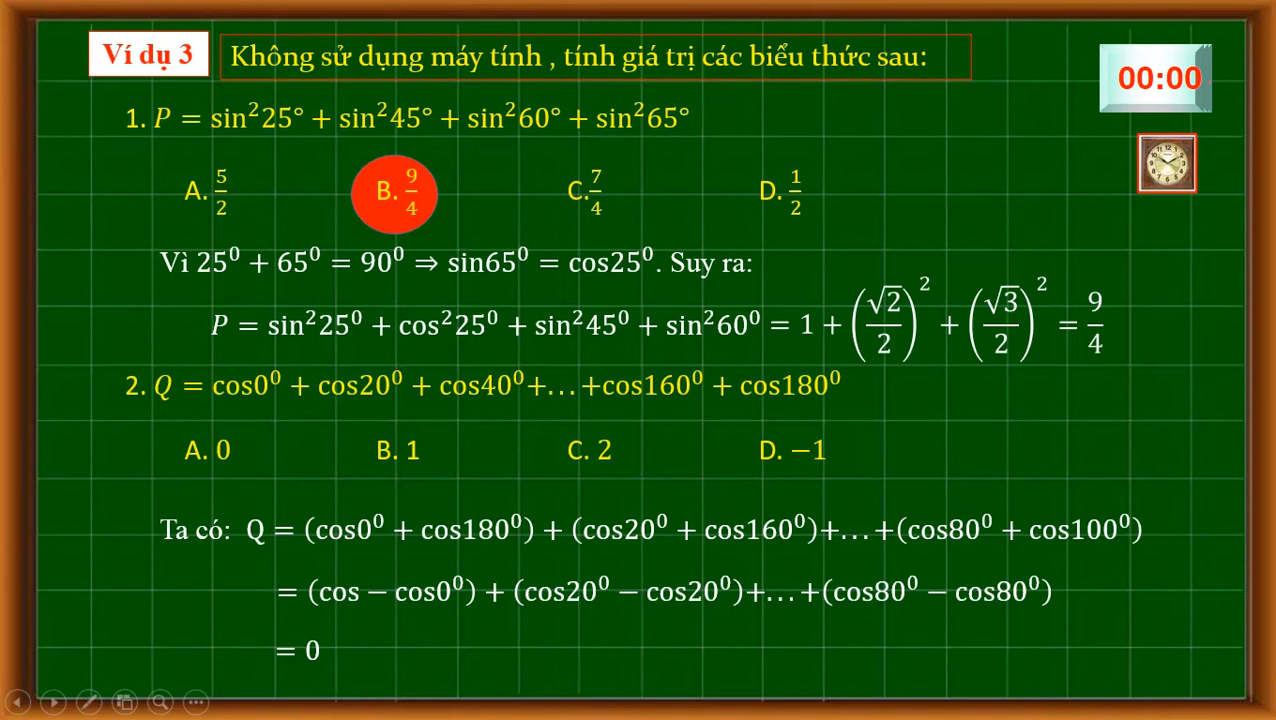 Ví dụ 3
Không sử dụng máy tính , tính giá trị các biểu thức sau:
00:00
1. P = sin²25° + sin²45° + sin²60° + sin²65°
A. 5/2 B. 9/4 C. 7/4 D. 1/2
Vì 25⁰ + 65⁰ = 90⁰ ⇒ sin65⁰ = cos25⁰. Suy ra:
P = sin²25⁰ + cos²25⁰ + sin²45⁰ + sin²60⁰ = 1 + (√2/2)² + (√3/2)² = 9/4
2. Q = cos0⁰ + cos20⁰ + cos40⁰+…+cos160⁰ + cos180⁰
A. 0 B. 1 C. 2 D. −1
Ta có: Q = (cos0⁰ + cos180⁰) + (cos20⁰ + cos160⁰)+…+(cos80⁰ + cos100⁰)
= (cos − cos0⁰) + (cos20⁰ − cos20⁰)+…+(cos80⁰ − cos80⁰)
= 0